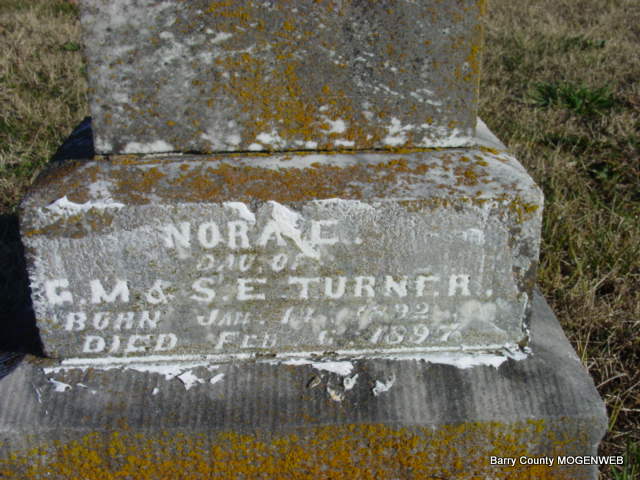 NORA E.
DAU. OF
G. M & S. E. TURNER.
BORN JAN. 1892.
DIED FEB 1897
Barry County MOGENWEB